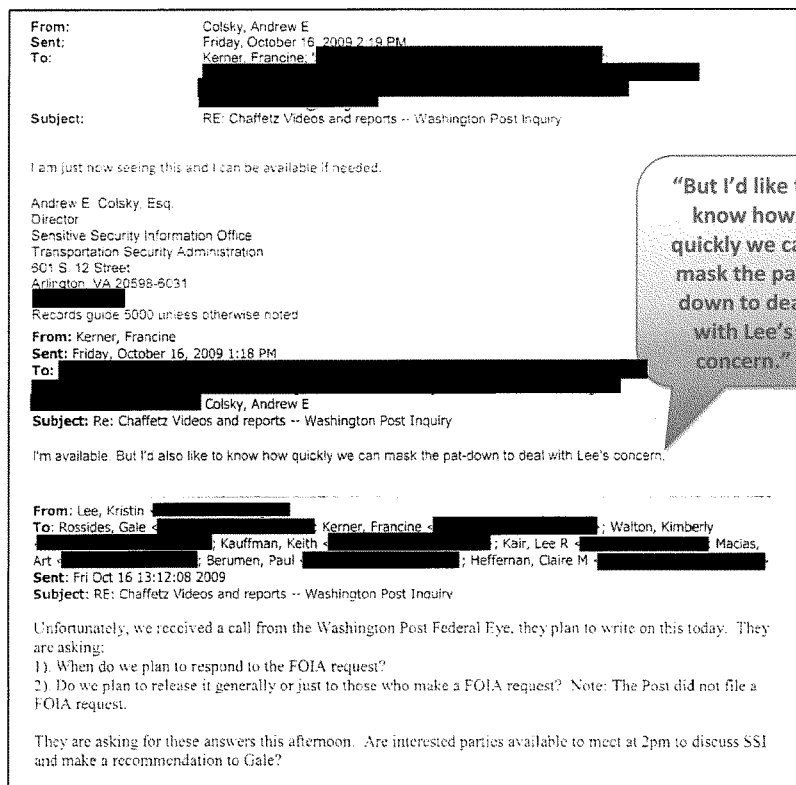 From: Colsky, Andrew E
Sent: Friday, October 16, 2009 2:19 PM
To: Kerner, Francine;
Subject: RE: Chaffetz Videos and reports -- Washington Post Inquiry
I am just now seeing this and I can be available if needed.
Andrew E. Colsky, Esq.
Director
Sensitive Security Information Office
Transportation Security Administration
601 S. 12 Street
Arlington, VA 20598-6031
Records guide 5000 unless otherwise noted
From: Kerner, Francine
Sent: Friday, October 16, 2009 1:18 PM
To:
Colsky, Andrew E
Subject: Re: Chaffetz Videos and reports -- Washington Post Inquiry
I'm available. But I'd also like to know how quickly we can mask the pat-down to deal with Lee's concern.
"But I'd like
know how
quickly we
mask the
down to
with Lee's
concern."
From: Lee, Kristin <
To: Rossides, Gale < ; Kerner, Francine < >; Walton, Kimberly
; Kauffman, Keith < >; Kair, Lee R < Macias,
Art < ; Berumen, Paul < ; Heffernan, Claire M <
Sent: Fri Oct 16 13:12:08 2009
Subject: RE: Chaffetz Videos and reports -- Washington Post Inquiry
Unfortunately, we received a call from the Washington Post Federal Eye, they plan to write on this today. They
are asking:
1). When do we plan to respond to the FOIA request?
2). Do we plan to release it generally or just to those who make a FOIA request? Note: The Post did not file a
FOIA request.
They are asking for these answers this afternoon. Are interested parties available to meet at 2pm to discuss SSI
and make a recommendation to Gale?